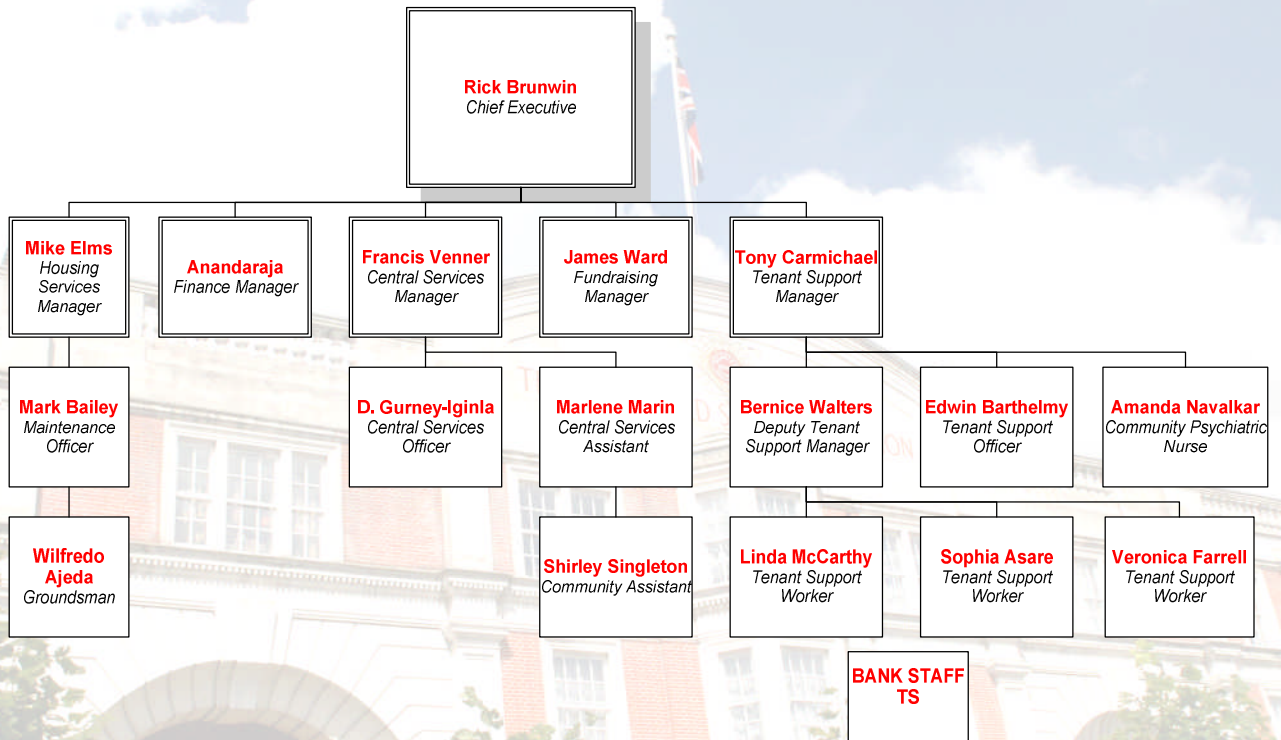 Rick Brunwin
Chief Executive
Mike Elms
Housing
Services
Manager
Anandaraja
Finance Manager
Francis Venner
Central Services
Manager
James Ward
Fundraising
Manager
Tony Carmichael
Tenant Support
Manager
Mark Bailey
Maintenance
Officer
D. Gurney-Iginla
Central Services
Officer
Marlene Marin
Central Services
Assistant
Bernice Walters
Deputy Tenant
Support Manager
Edwin Barthelmy
Tenant Support
Officer
Amanda Navalkar
Community Psychiatric
Nurse
Wilfredo
Ajeda
Groundsman
Shirley Singleton
Community Assistant
Linda McCarthy
Tenant Support
Worker
Sophia Asare
Tenant Support
Worker
Veronica Farrell
Tenant Support
Worker
BANK STAFF
TS